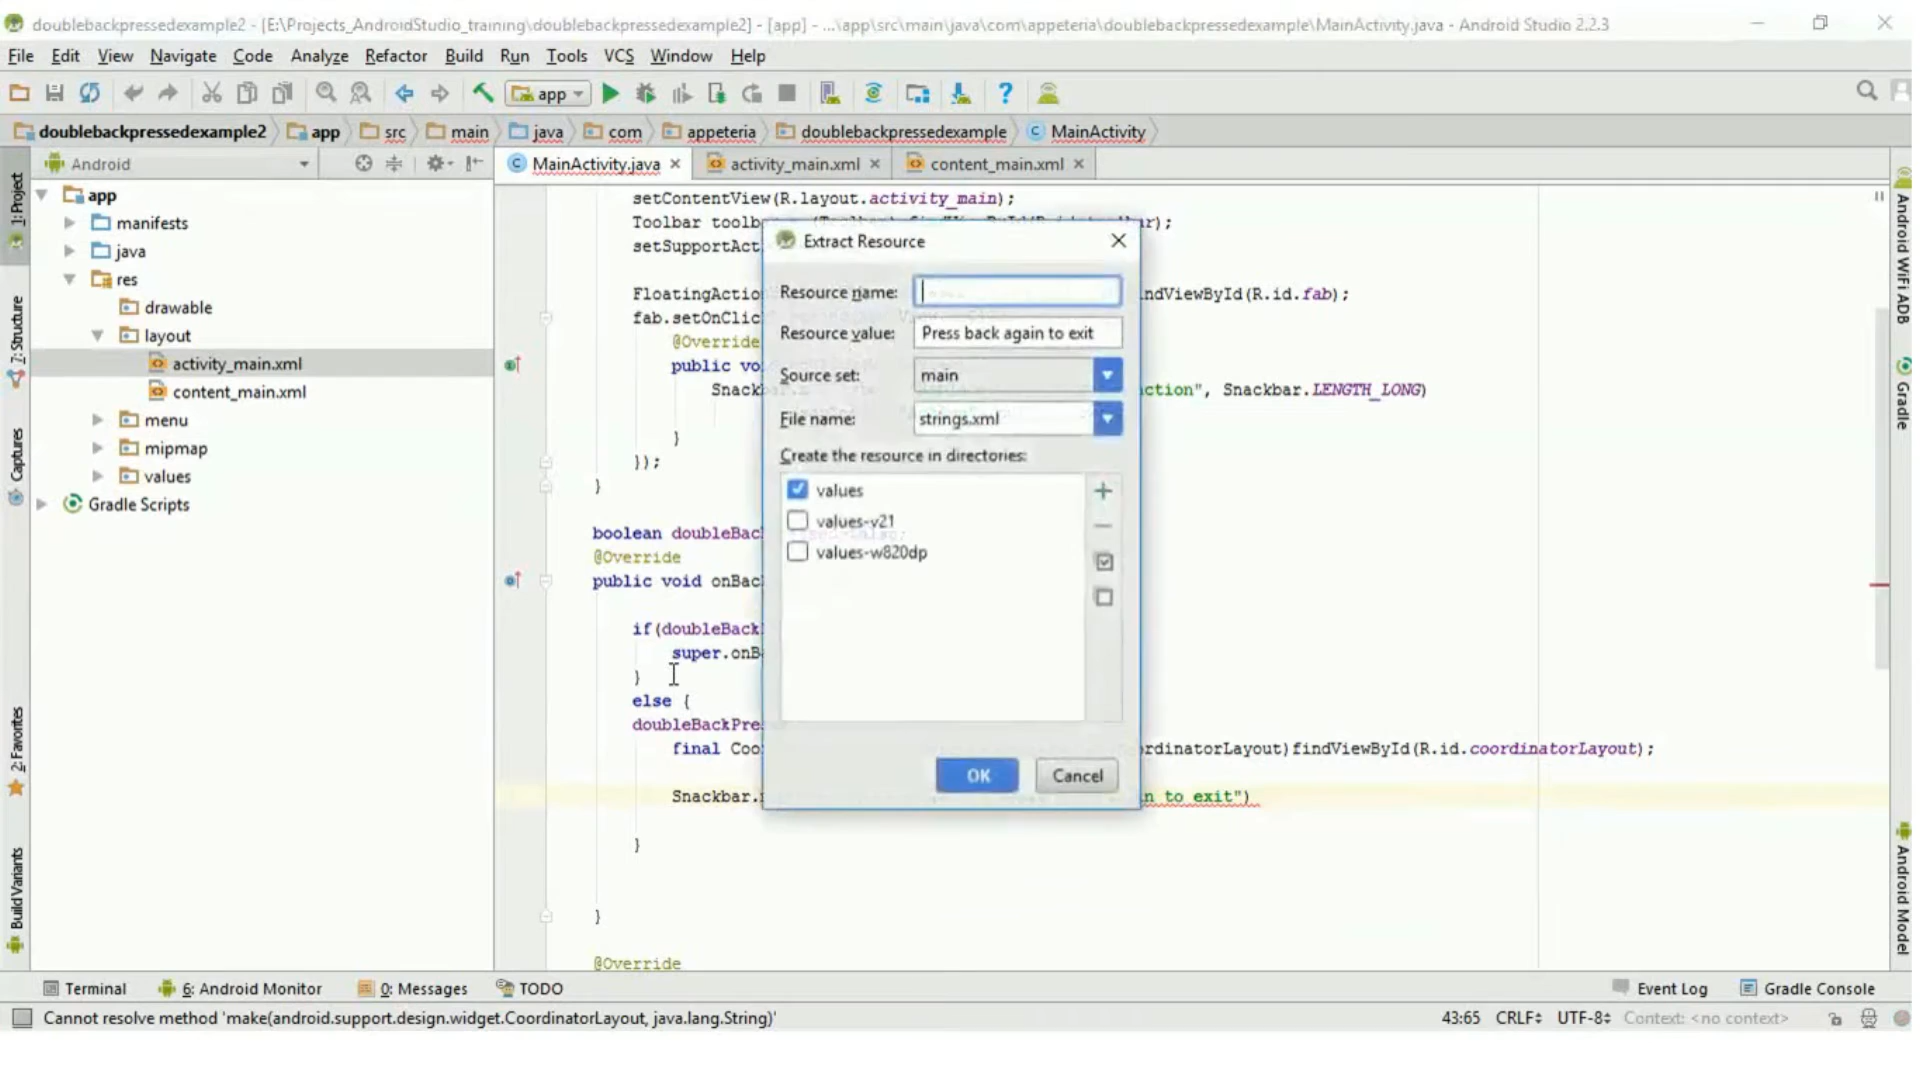 doublebackpressedexample2 - [E:\Projects_AndroidStudio_training\doublebackpressedexample2] - [app] - ...\app\src\main\java\com\appeteria\doublebackpressedexample\MainActivity.java - Android Studio 2.2.3
File Edit View Navigate Code Analyze Refactor Build Run Tools VCS Window Help
app
doublebackpressedexample2 app src main java com appeteria doublebackpressedexample MainActivity
Android
MainActivity.java activity_main.xml content_main.xml
1: Project
7: Structure
Captures
2: Favorites
Build Variants
app
manifests
java
res
drawable
layout
activity_main.xml
content_main.xml
menu
mipmap
values
Gradle Scripts
setContentView(R.layout.activity_main);
Toolbar toolb
setSupportAct
FloatingActio ndViewById(R.id.fab);
fab.setOnClic
@Override
public vo
Snackbar.m ction", Snackbar.LENGTH_LONG)
}
});
}
boolean doubleBac
@Override
public void onBac
if(doubleBack
super.onB
}
else {
doubleBackPre
final Coo rdinatorLayout)findViewById(R.id.coordinatorLayout);
Snackbar. n to exit")
}
}
@Override
Extract Resource
Resource name:
Resource value: Press back again to exit
Source set: main
File name: strings.xml
Create the resource in directories:
values
values-v21
values-w820dp
OK Cancel
Android WiFi ADB
Gradle
Android Model
Terminal 6: Android Monitor 0: Messages TODO Event Log Gradle Console
Cannot resolve method 'make(android.support.design.widget.CoordinatorLayout, java.lang.String)' 43:65 CRLF UTF-8 Context: <no context>